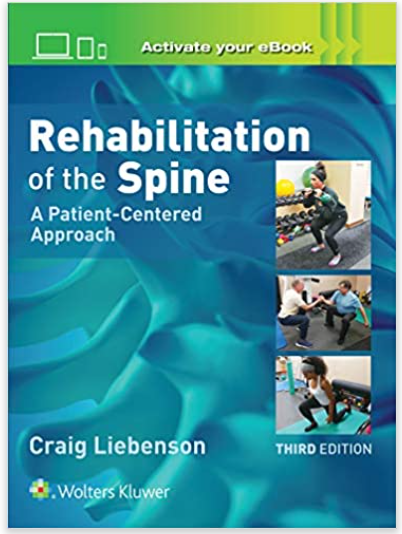 Activate your eBook
Rehabilitation
of the Spine
A Patient-Centered
Approach
Craig Liebenson
THIRD EDITION
Wolters Kluwer